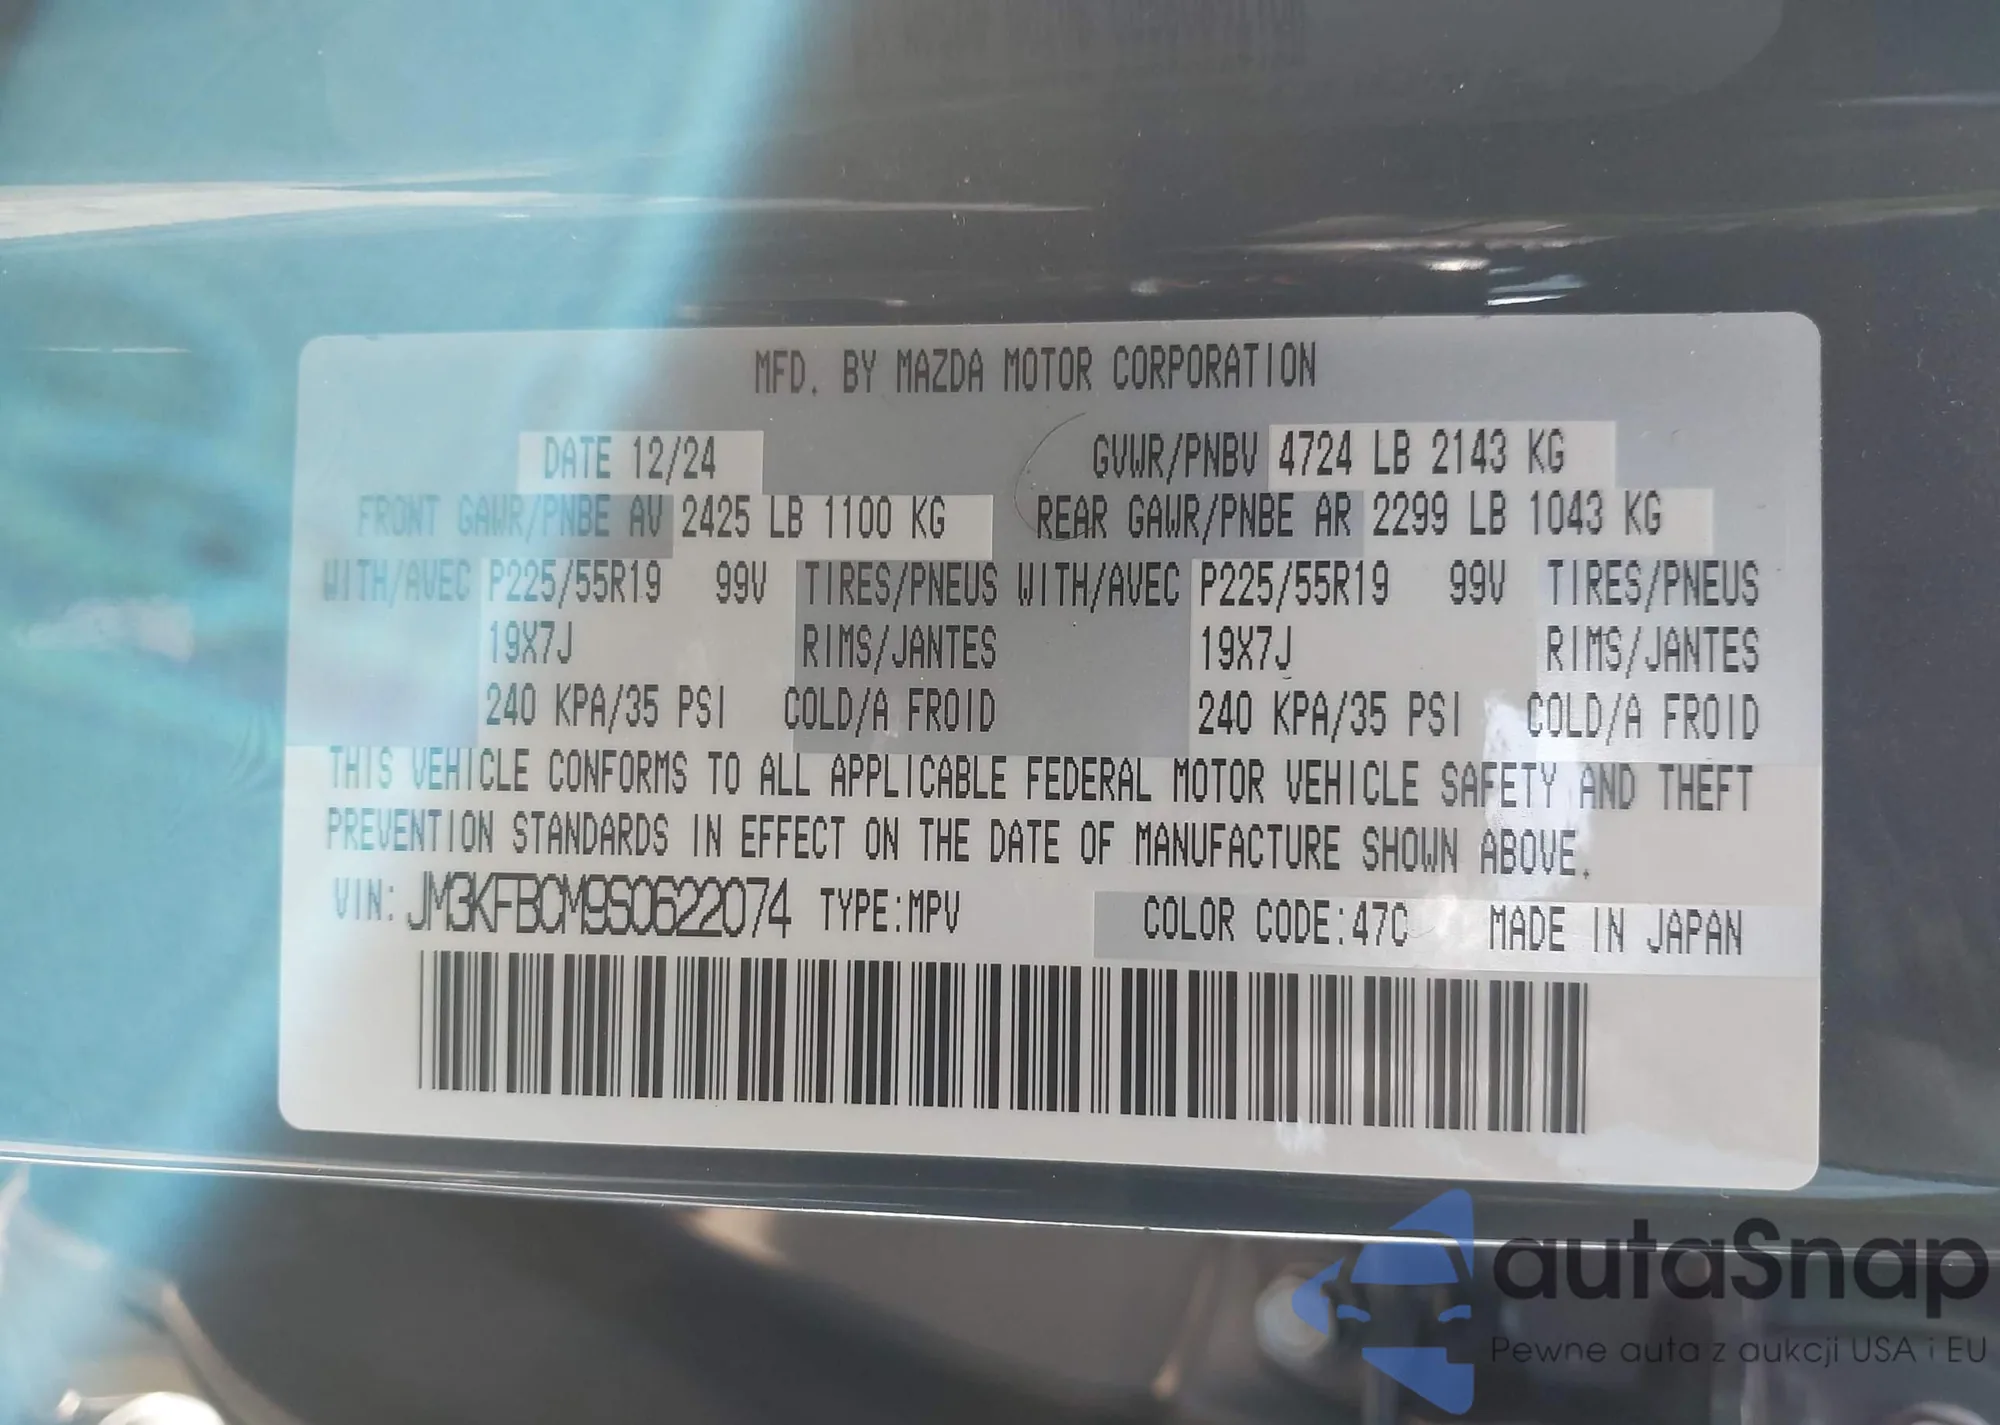 MFD. BY MAZDA MOTOR CORPORATION
DATE 12/24 GVWR/PNBV 4724 LB 2143 KG
FRONT GAWR/PNBE AV 2425 LB 1100 KG REAR GAWR/PNBE AR 2299 LB 1043 KG
WITH/AVEC P225/55R19 99V TIRES/PNEUS WITH/AVEC P225/55R19 99V TIRES/PNEUS
19X7J RIMS/JANTES 19X7J RIMS/JANTES
240 KPA/35 PSI COLD/A FROID 240 KPA/35 PSI COLD/A FROID
THIS VEHICLE CONFORMS TO ALL APPLICABLE FEDERAL MOTOR VEHICLE SAFETY AND THEFT
PREVENTION STANDARDS IN EFFECT ON THE DATE OF MANUFACTURE SHOWN ABOVE.
VIN: JM3KFBCM9S0622074 TYPE:MPV COLOR CODE:47C MADE IN JAPAN
autaSnap
Pewne auta z aukcji USA i EU